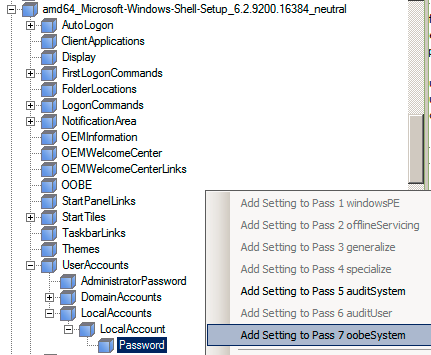 amd64_Microsoft-Windows-Shell-Setup_6.2.9200.16384_neutral
AutoLogon
ClientApplications
Display
FirstLogonCommands
FolderLocations
LogonCommands
NotificationArea
OEMInformation
OEMWelcomeCenter
OEMWelcomeCenterLinks
OOBE
StartPanelLinks
StartTiles
TaskbarLinks
Themes
UserAccounts
AdministratorPassword
DomainAccounts
LocalAccounts
LocalAccount
Password
Add Setting to Pass 1 windowsPE
Add Setting to Pass 2 offlineServicing
Add Setting to Pass 3 generalize
Add Setting to Pass 4 specialize
Add Setting to Pass 5 auditSystem
Add Setting to Pass 6 auditUser
Add Setting to Pass 7 oobeSystem